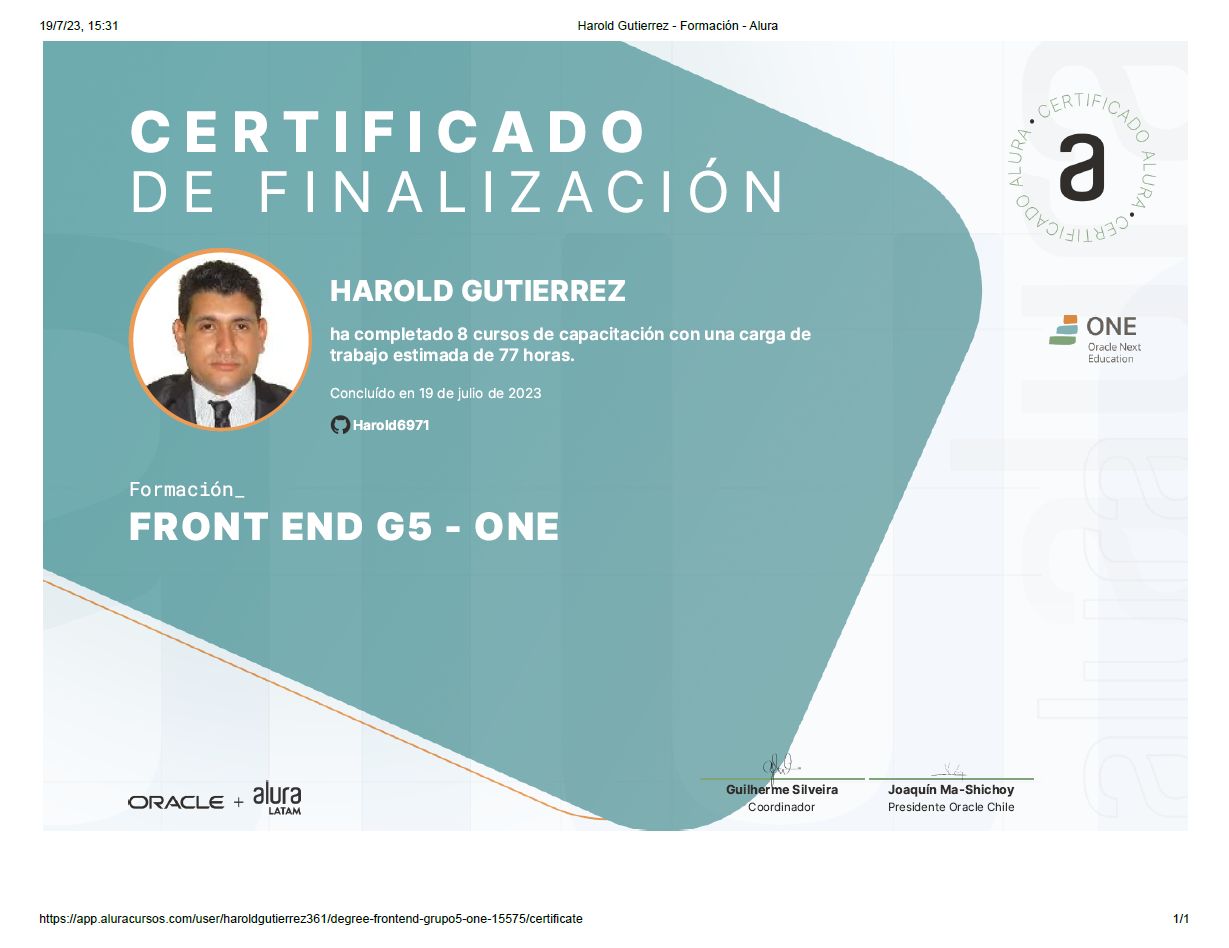 19/7/23, 15:31
Harold Gutierrez - Formación - Alura
CERTIFICADO
DE FINALIZACIÓN
CERTIFICADO ALURA • CERTIFICADO ALURA •
a
HAROLD GUTIERREZ
ha completado 8 cursos de capacitación con una carga de
trabajo estimada de 77 horas.
Concluído en 19 de julio de 2023
Harold6971
ONE
Oracle Next
Education
Formación_
FRONT END G5 - ONE
alura
ORACLE + alura
LATAM
Guilherme Silveira
Coordinador
Joaquín Ma-Shichoy
Presidente Oracle Chile
https://app.aluracursos.com/user/haroldgutierrez361/degree-frontend-grupo5-one-15575/certificate
1/1